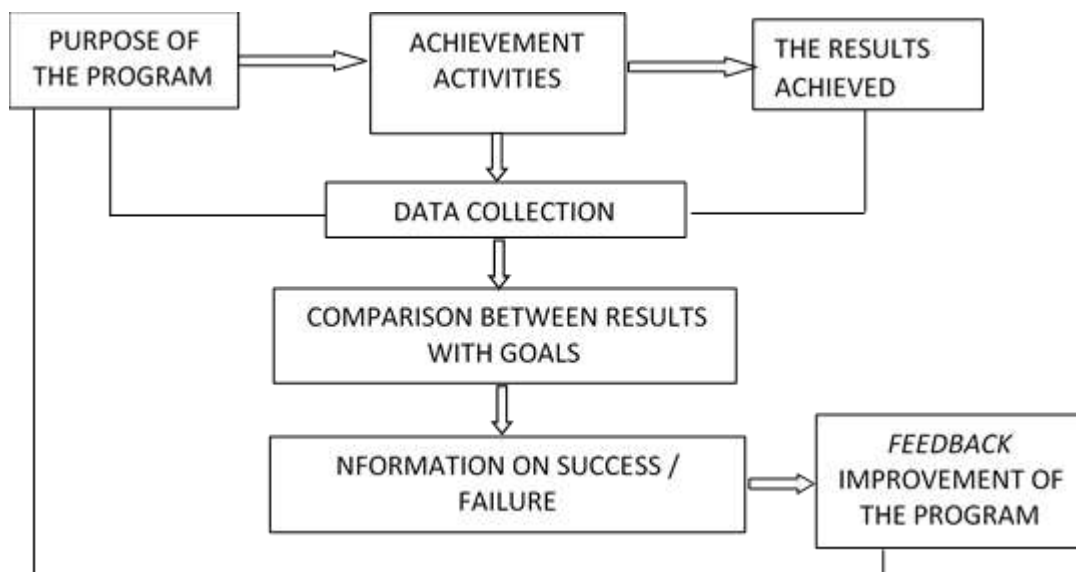 PURPOSE OF
THE PROGRAM
ACHIEVEMENT
ACTIVITIES
THE RESULTS
ACHIEVED
DATA COLLECTION
COMPARISON BETWEEN RESULTS
WITH GOALS
NFORMATION ON SUCCESS /
FAILURE
FEEDBACK
IMPROVEMENT OF
THE PROGRAM